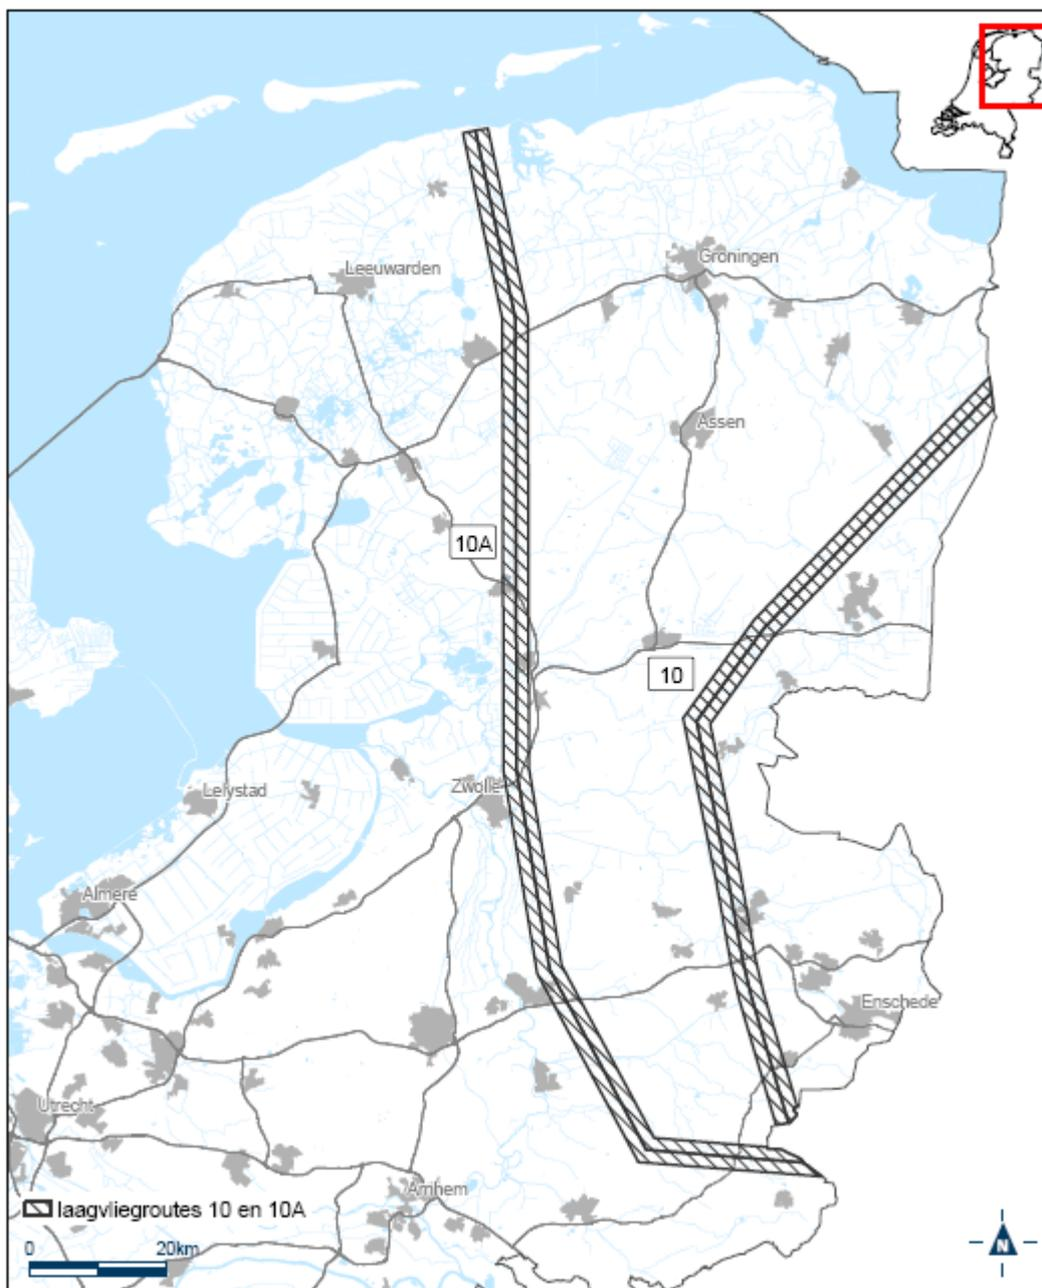 Leeuwarden
Groningen
Assen
10A
10
Lelystad
Zwolle
Almere
Enschede
Utrecht
Arnhem
laagvliegroutes 10 en 10A
0 20km
N